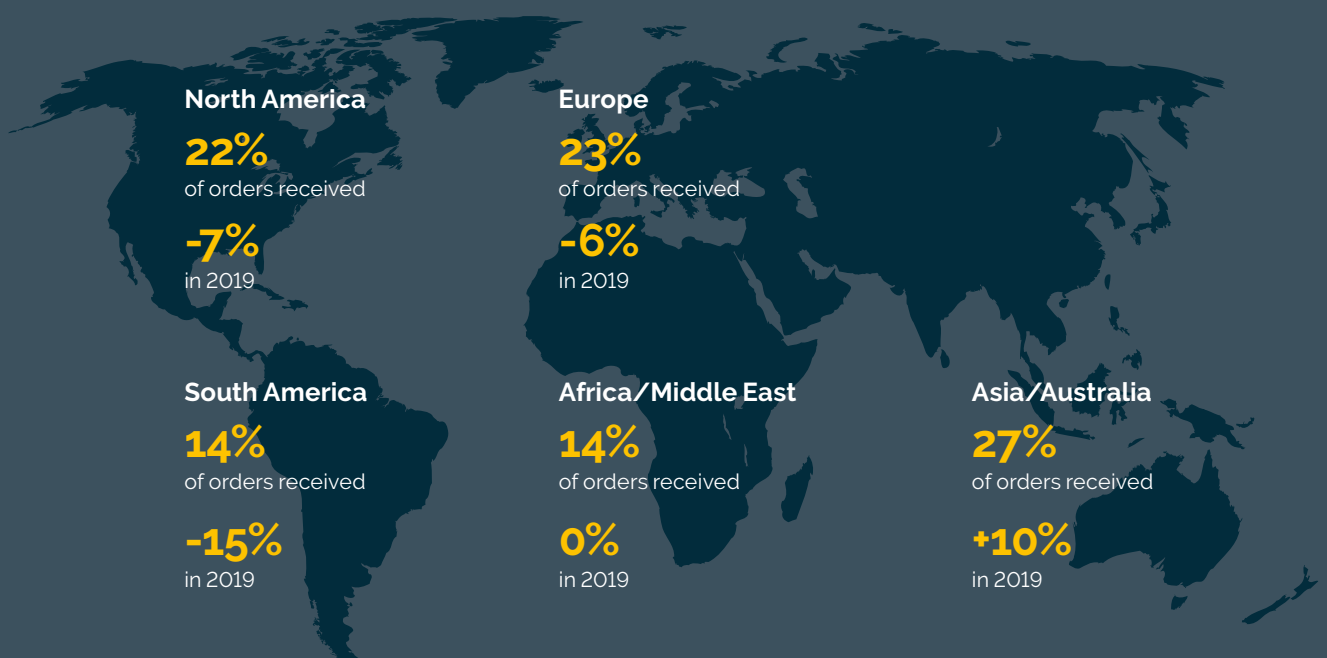 North America
22%
of orders received
-7%
in 2019
Europe
23%
of orders received
-6%
in 2019
South America
14%
of orders received
-15%
in 2019
Africa/Middle East
14%
of orders received
0%
in 2019
Asia/Australia
27%
of orders received
+10%
in 2019